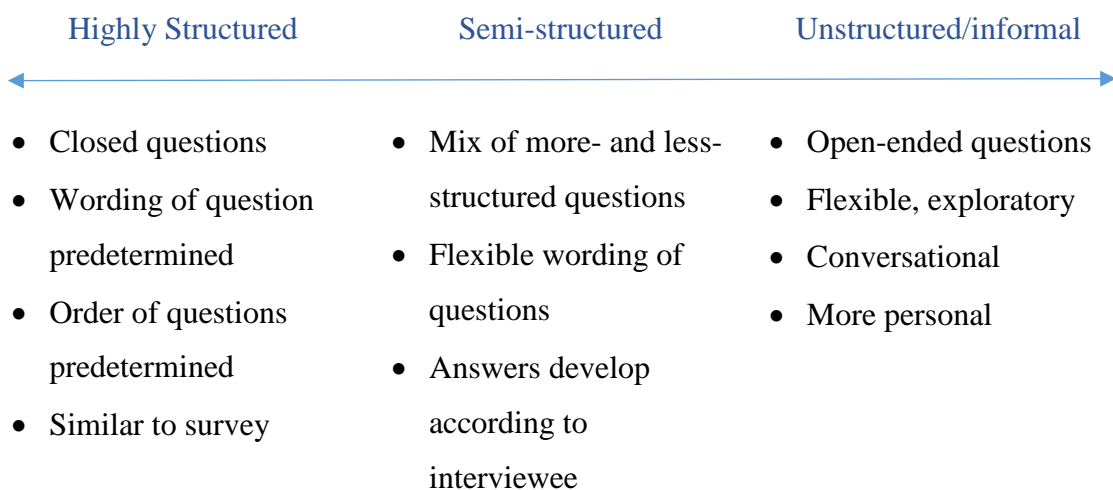 Highly Structured
Semi-structured
Unstructured/informal
• Closed questions
• Wording of question
predetermined
• Order of questions
predetermined
• Similar to survey
• Mix of more- and less-
structured questions
• Flexible wording of
questions
• Answers develop
according to
interviewee
• Open-ended questions
• Flexible, exploratory
• Conversational
• More personal